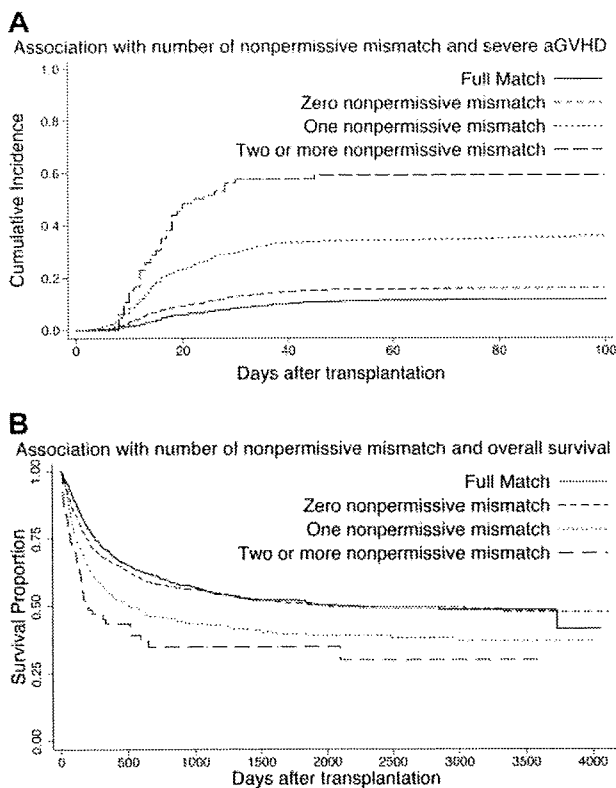 A
Association with number of nonpermissive mismatch and severe aGVHD
Full Match
Zero nonpermissive mismatch
One nonpermissive mismatch
Two or more nonpermissive mismatch
Cumulative Incidence
1.0
0.8
0.6
0.4
0.2
0.0
0 20 40 60 80 100
Days after transplantation
B
Association with number of nonpermissive mismatch and overall survival
Full Match
Zero nonpermissive mismatch
One nonpermissive mismatch
Two or more nonpermissive mismatch
Survival Proportion
1.00
0.75
0.50
0.25
0.00
0 500 1000 1500 2000 2500 3000 3500 4000
Days after transplantation